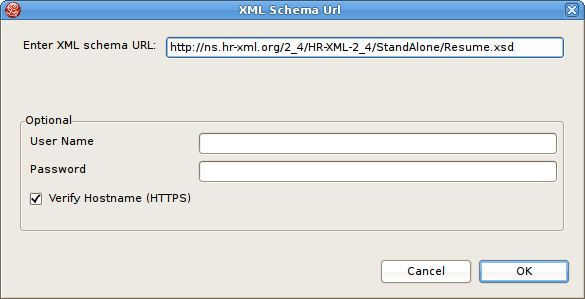 XML Schema Url
Enter XML schema URL: http://ns.hr-xml.org/2_4/HR-XML-2_4/StandAlone/Resume.xsd
Optional
User Name
Password
Verify Hostname (HTTPS)
Cancel OK